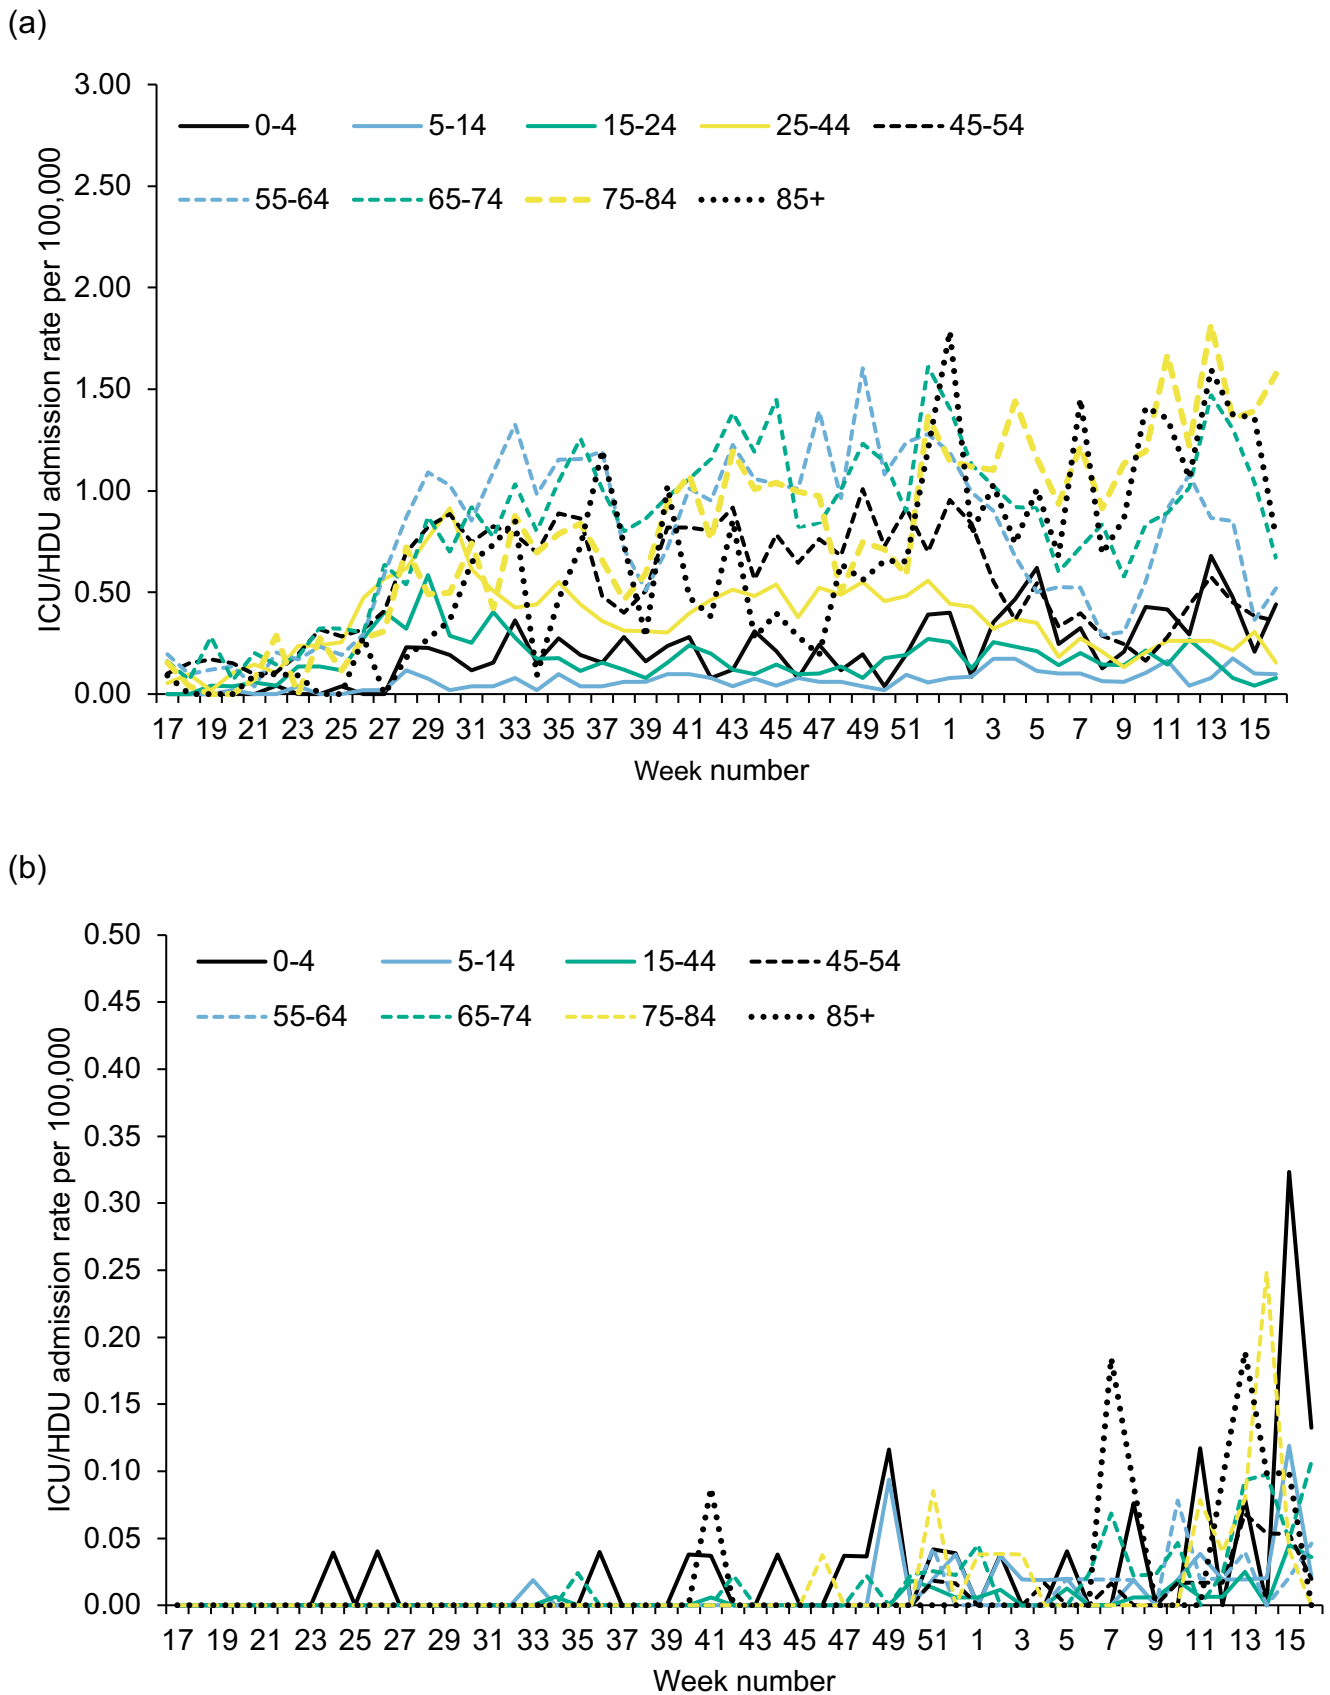 (a)
ICU/HDU admission rate per 100,000
3.00
2.50
2.00
1.50
1.00
0.50
0.00
0-4 5-14 15-24 25-44 45-54
55-64 65-74 75-84 85+
17 19 21 23 25 27 29 31 33 35 37 39 41 43 45 47 49 51 1 3 5 7 9 11 13 15
Week number
(b)
ICU/HDU admission rate per 100,000
0.50
0.45
0.40
0.35
0.30
0.25
0.20
0.15
0.10
0.05
0.00
0-4 5-14 15-44 45-54
55-64 65-74 75-84 85+
17 19 21 23 25 27 29 31 33 35 37 39 41 43 45 47 49 51 1 3 5 7 9 11 13 15
Week number